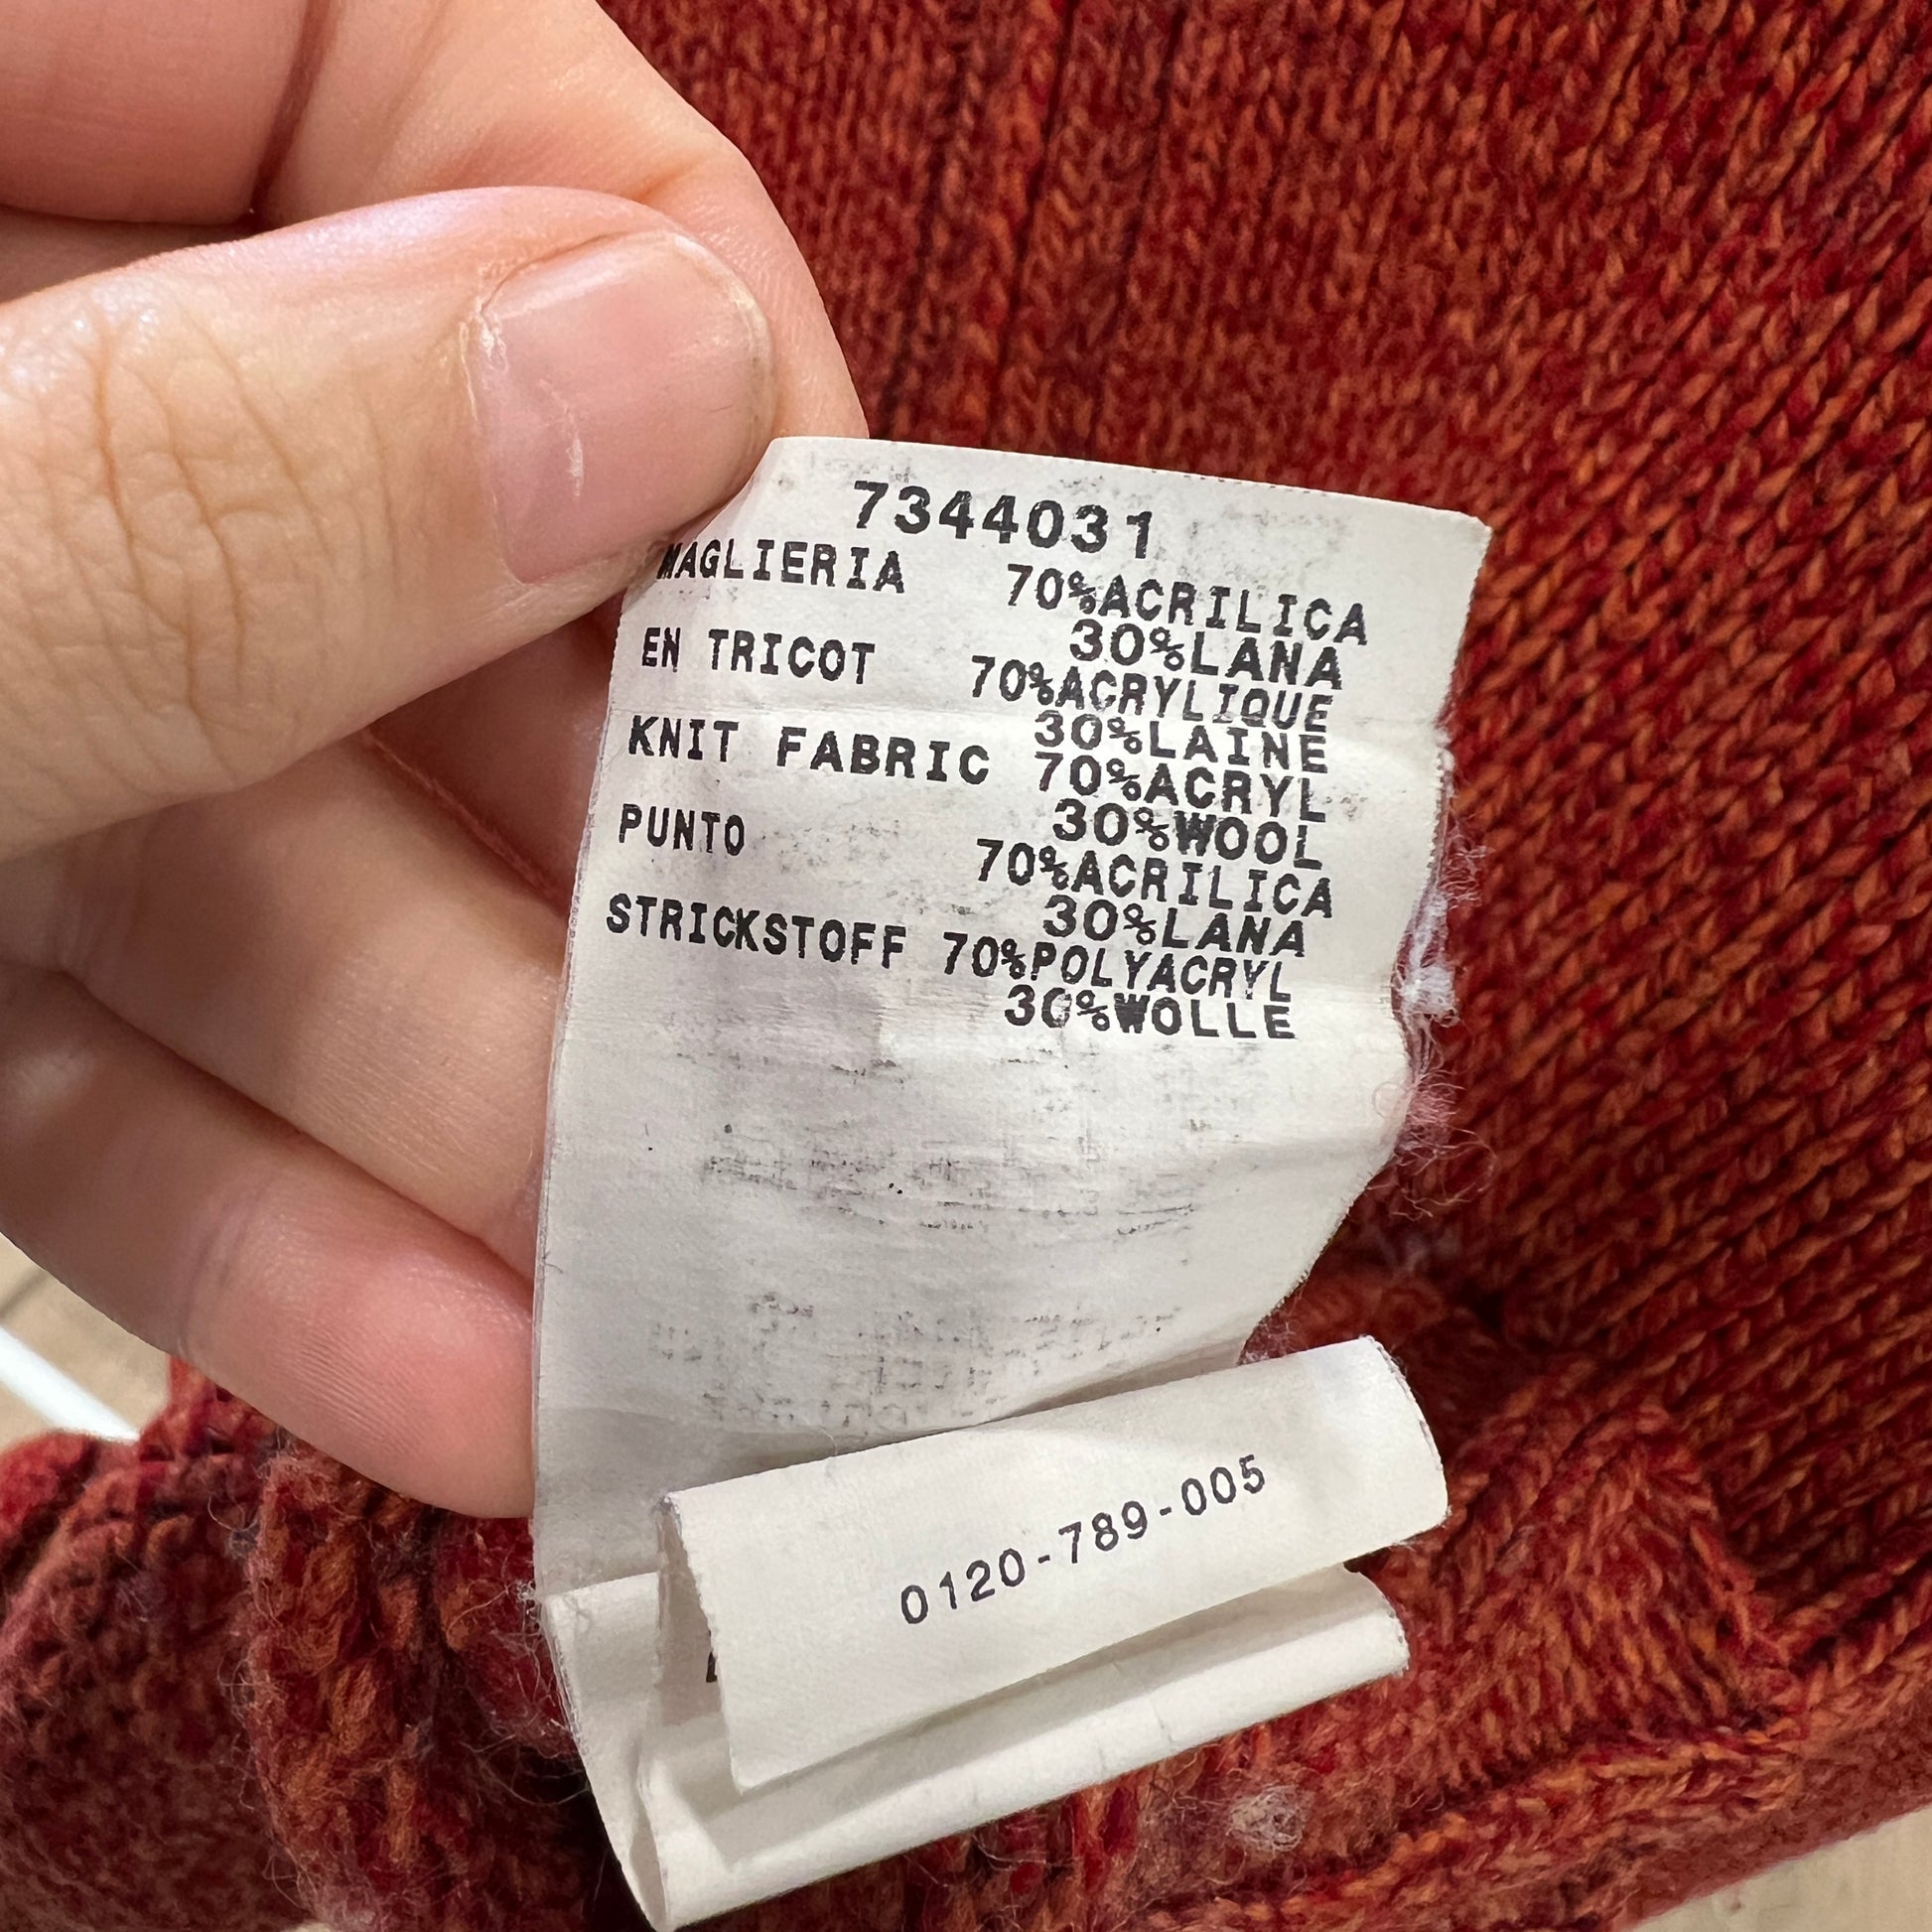 7344031
MAGLIERIA 70%ACRILICA
30%LANA
EN TRICOT 70%ACRYLIQUE
30%LAINE
KNIT FABRIC 70%ACRYL
30%WOOL
PUNTO 70%ACRILICA
30%LANA
STRICKSTOFF 70%POLYACRYL
30%WOLLE
0120-789-005